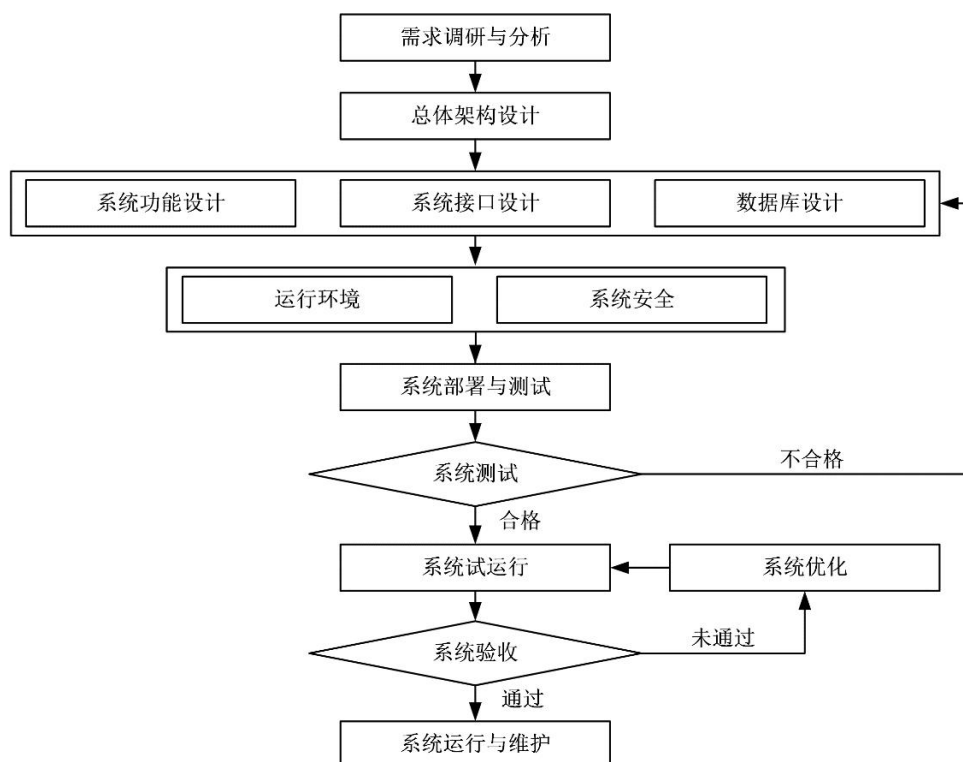 需求调研与分析
总体架构设计
系统功能设计
系统接口设计
数据库设计
运行环境
系统安全
系统部署与测试
系统测试
不合格
合格
系统试运行
系统优化
系统验收
未通过
通过
系统运行与维护